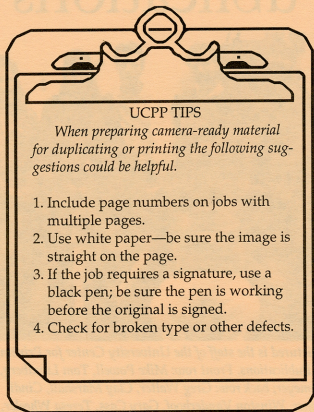 UCPP TIPS
When preparing camera-ready material
for duplicating or printing the following sug-
gestions could be helpful.
1. Include page numbers on jobs with
multiple pages.
2. Use white paper—be sure the image is
straight on the page.
3. If the job requires a signature, use a
black pen; be sure the pen is working
before the original is signed.
4. Check for broken type or other defects.